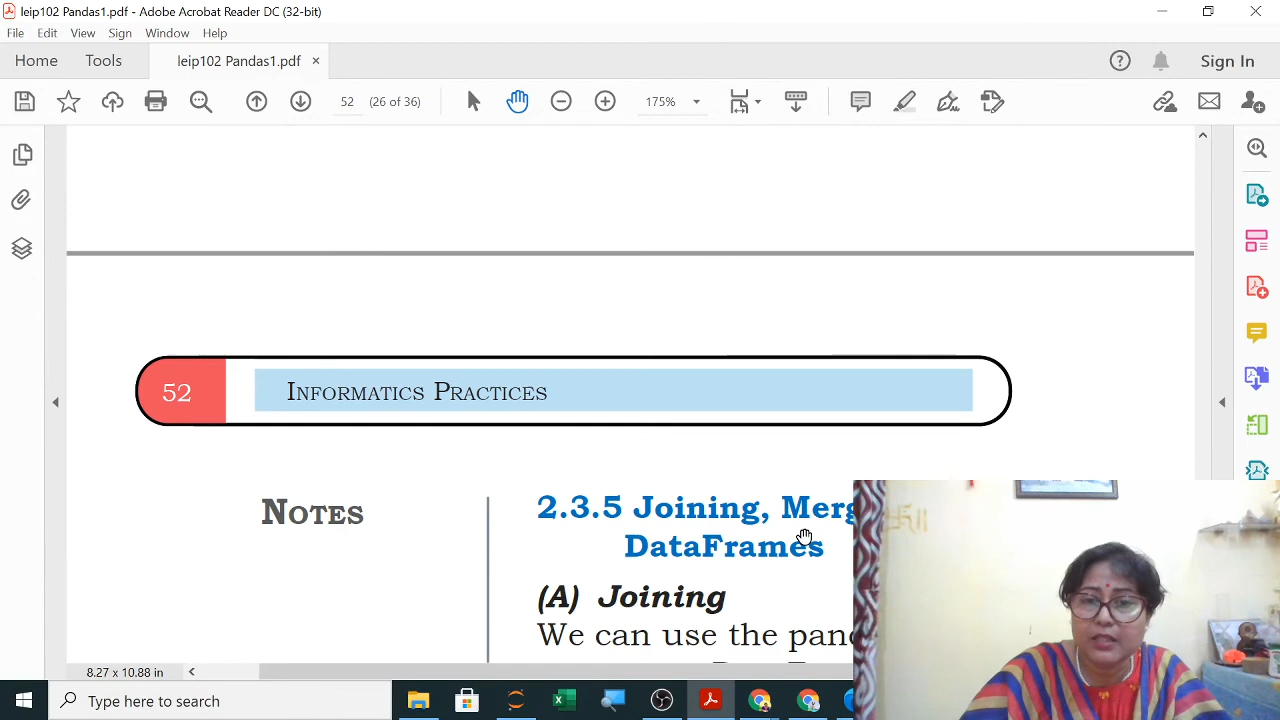 leip102 Pandas1.pdf - Adobe Acrobat Reader DC (32-bit)
File Edit View Sign Window Help
Home Tools leip102 Pandas1.pdf × Sign In
52 (26 of 36) 175%
52 INFORMATICS PRACTICES
NOTES
2.3.5 Joining, Merg
DataFrames
(A) Joining
We can use the pand
8.27 x 10.88 in
Type here to search